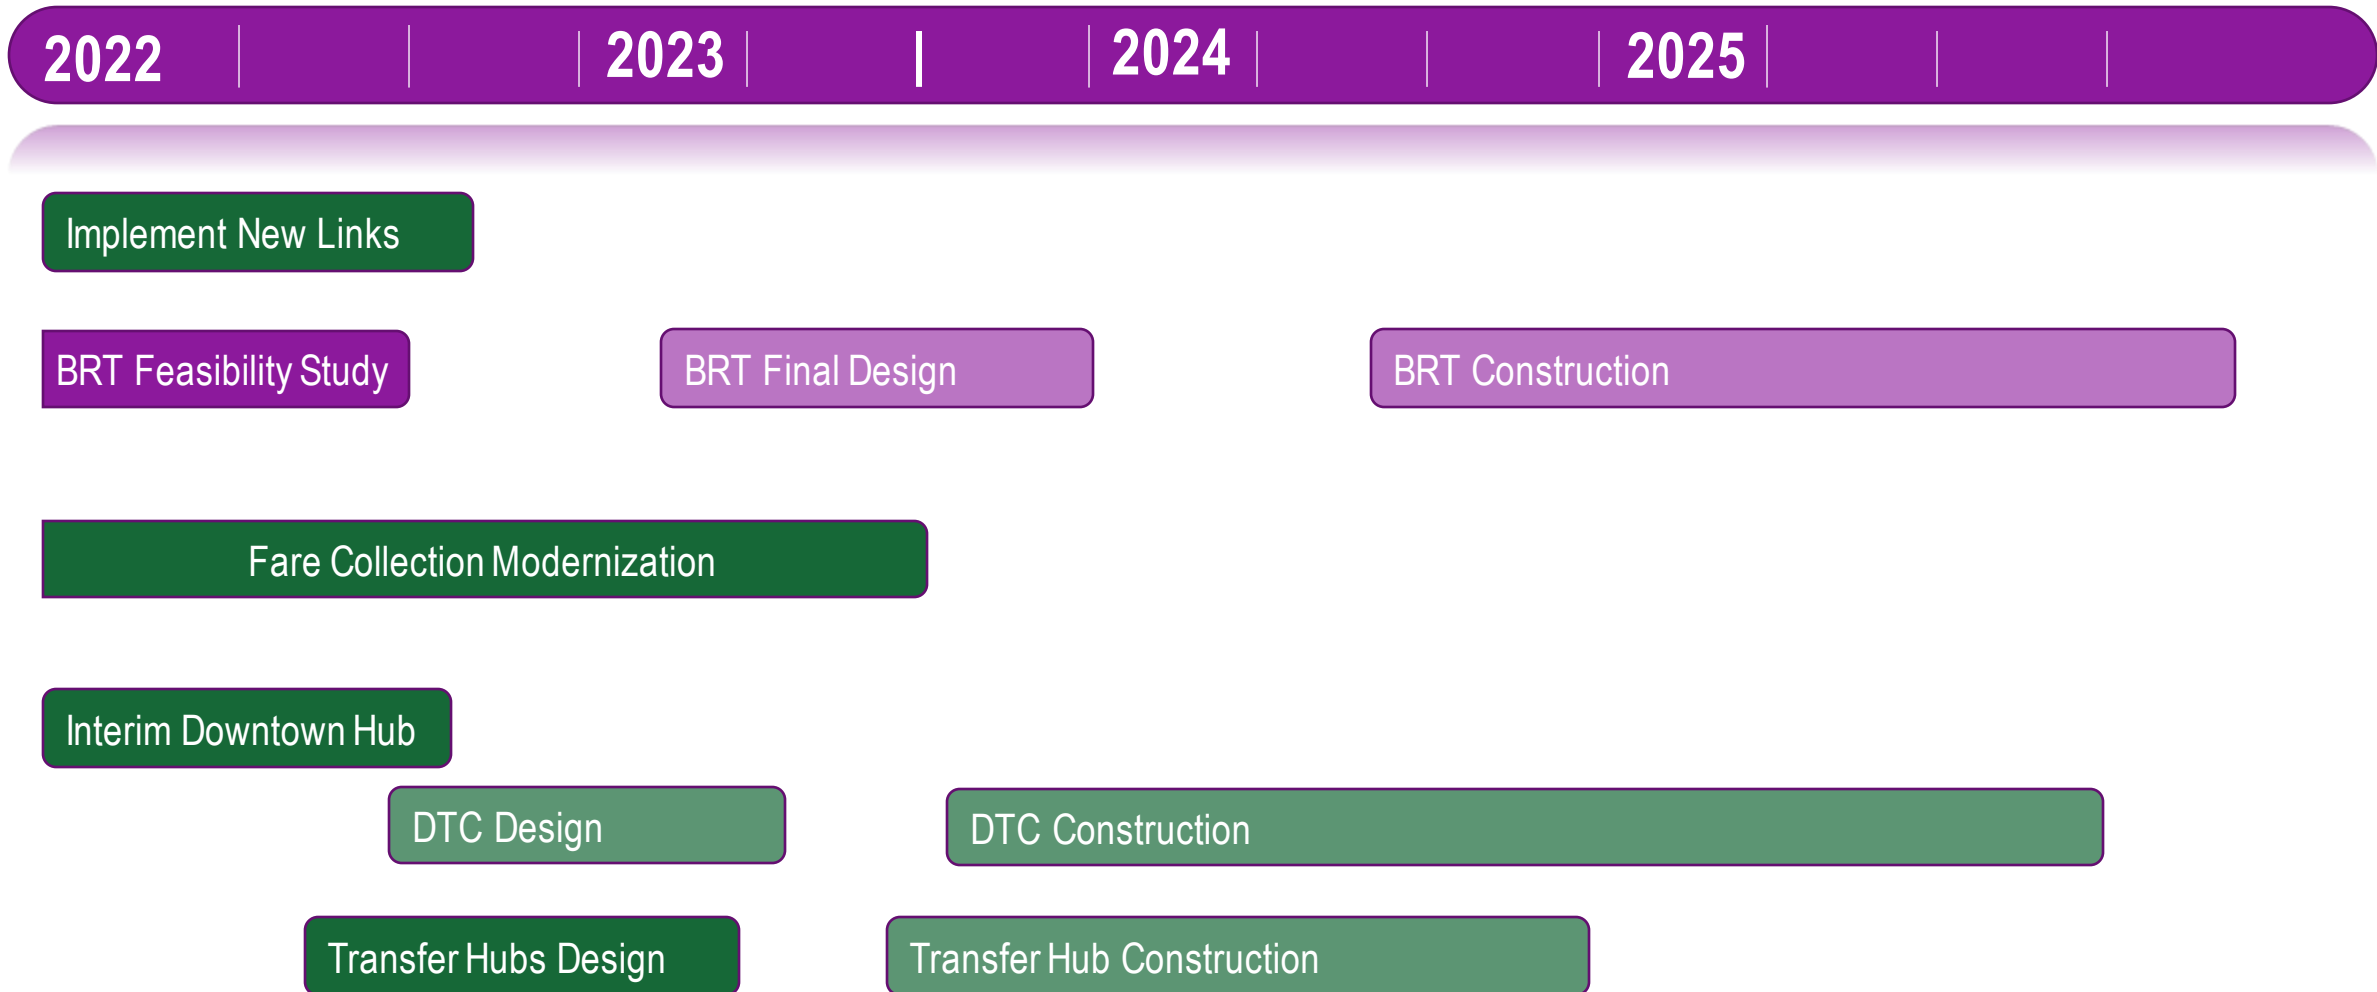 2022 2023 2024 2025
Implement New Links
BRT Feasibility Study BRT Final Design BRT Construction
Fare Collection Modernization
Interim Downtown Hub
DTC Design DTC Construction
Transfer Hubs Design Transfer Hub Construction